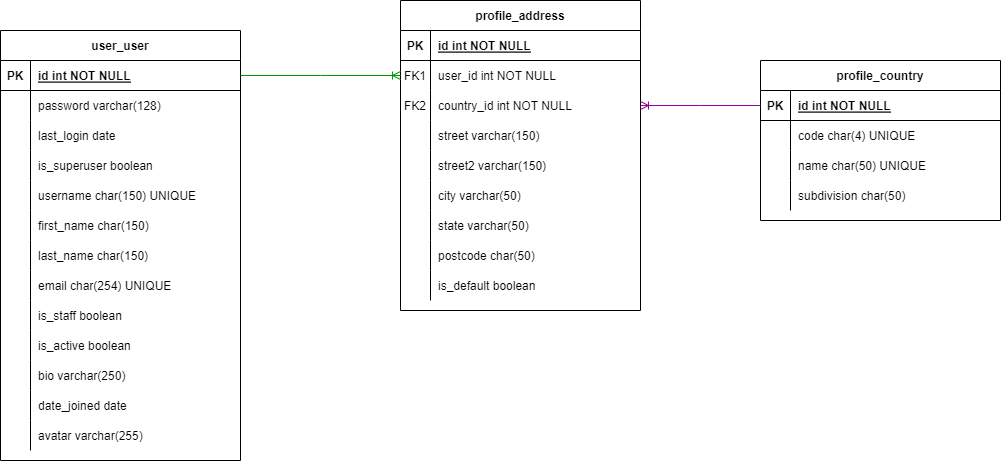 user_user
PK id int NOT NULL
password varchar(128)
last_login date
is_superuser boolean
username char(150) UNIQUE
first_name char(150)
last_name char(150)
email char(254) UNIQUE
is_staff boolean
is_active boolean
bio varchar(250)
date_joined date
avatar varchar(255)
profile_address
PK id int NOT NULL
FK1 user_id int NOT NULL
FK2 country_id int NOT NULL
street varchar(150)
street2 varchar(150)
city varchar(50)
state varchar(50)
postcode char(50)
is_default boolean
profile_country
PK id int NOT NULL
code char(4) UNIQUE
name char(50) UNIQUE
subdivision char(50)